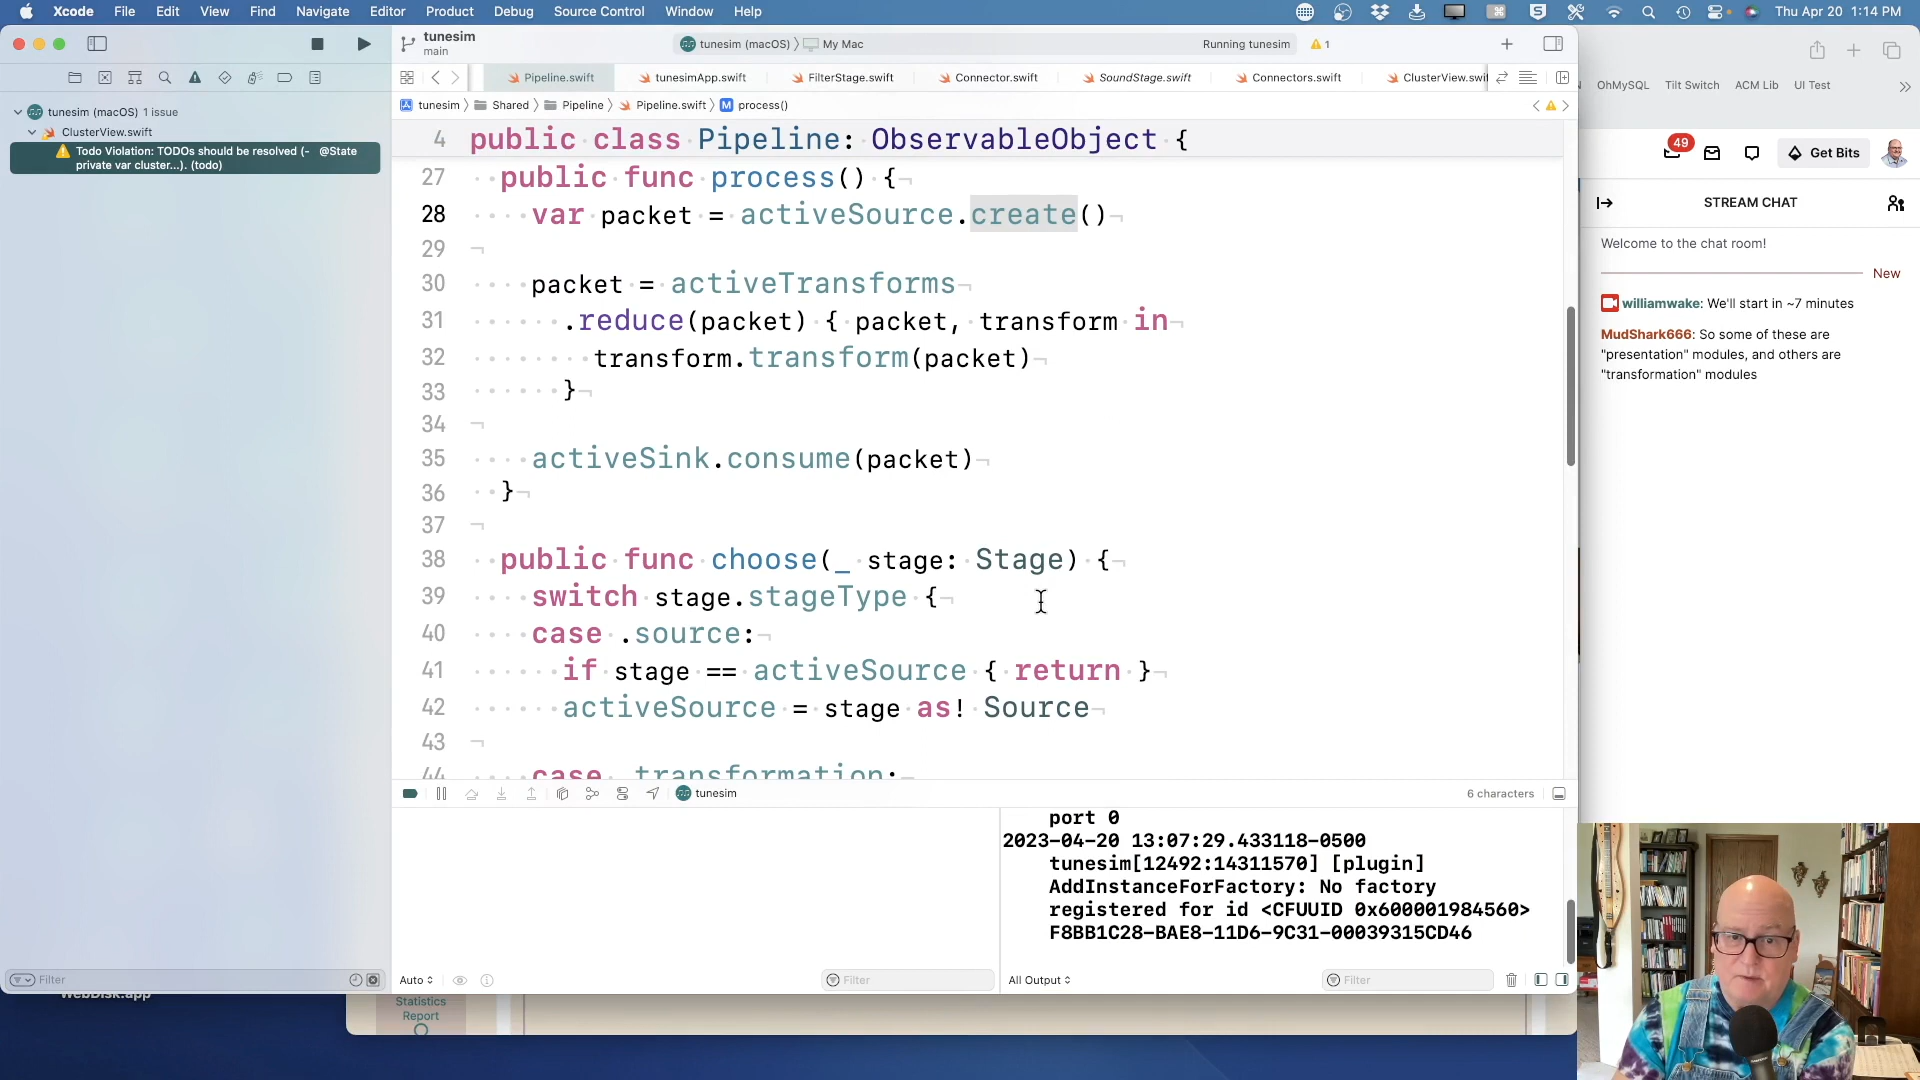 Xcode File Edit View Find Navigate Editor Product Debug Source Control Window Help
Thu Apr 20 1:14 PM
tunesim
main
tunesim (macOS) My Mac
Running tunesim 1
Pipeline.swift tunesimApp.swift FilterStage.swift Connector.swift SoundStage.swift Connectors.swift ClusterView.swi
tunesim Shared Pipeline Pipeline.swift M process()
tunesim (macOS) 1 issue
ClusterView.swift
Todo Violation: TODOs should be resolved (- @State
private var cluster...). (todo)
4 public class Pipeline: ObservableObject {
27 public func process() {
28 var packet = activeSource.create()
29
30 packet = activeTransforms
31 .reduce(packet) { packet, transform in
32 transform.transform(packet)
33 }
34
35 activeSink.consume(packet)
36 }
37
38 public func choose(_ stage: Stage) {
39 switch stage.stageType {
40 case .source:
41 if stage == activeSource { return }
42 activeSource = stage as! Source
43
44 case .transformation:
tunesim
6 characters
port 0
2023-04-20 13:07:29.433118-0500
tunesim[12492:14311570] [plugin]
AddInstanceForFactory: No factory
registered for id <CFUUID 0x600001984560>
F8BB1C28-BAE8-11D6-9C31-00039315CD46
Filter
Auto
Filter
All Output
Filter
WebDisk.app
Statistics
Report
OhMySQL Tilt Switch ACM Lib UI Test
49
Get Bits
STREAM CHAT
Welcome to the chat room!
New
williamwake: We'll start in ~7 minutes
MudShark666: So some of these are
"presentation" modules, and others are
"transformation" modules